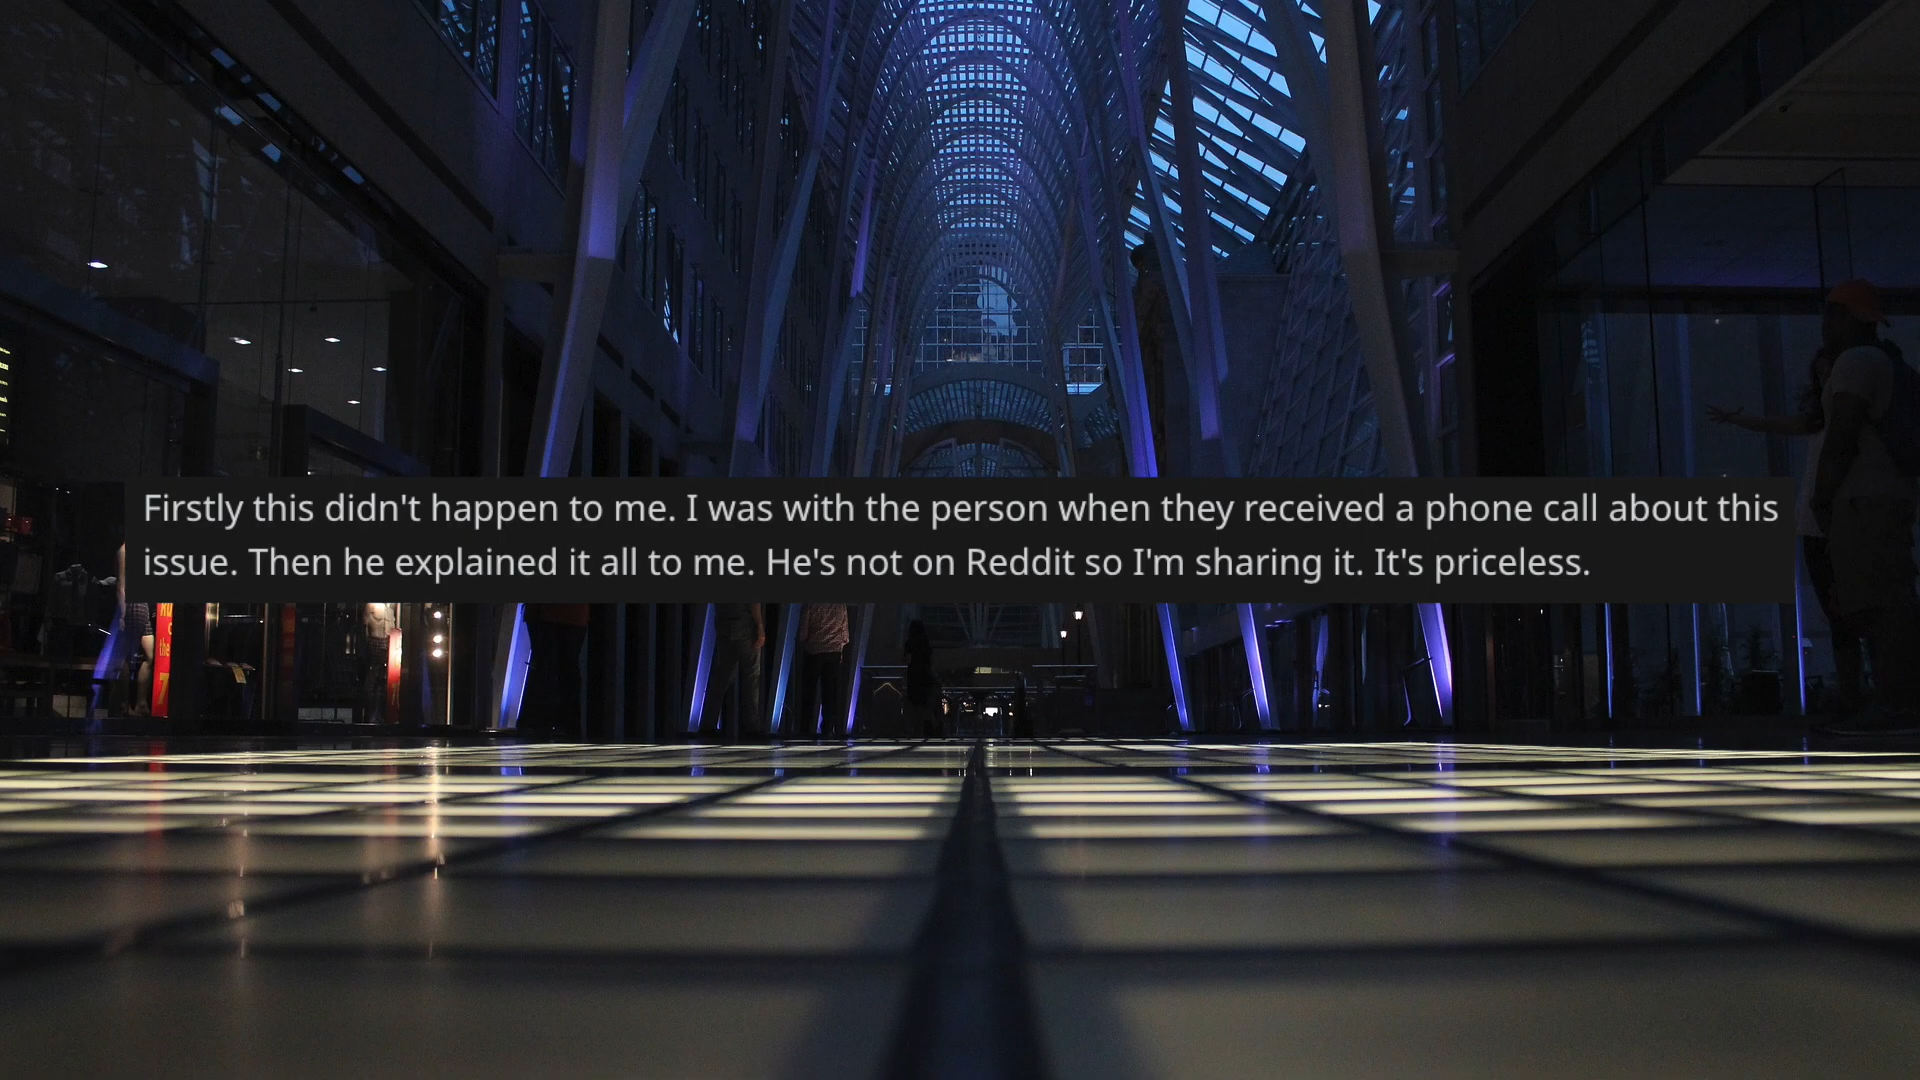 Firstly this didn't happen to me. I was with the person when they received a phone call about this
issue. Then he explained it all to me. He's not on Reddit so I'm sharing it. It's priceless.